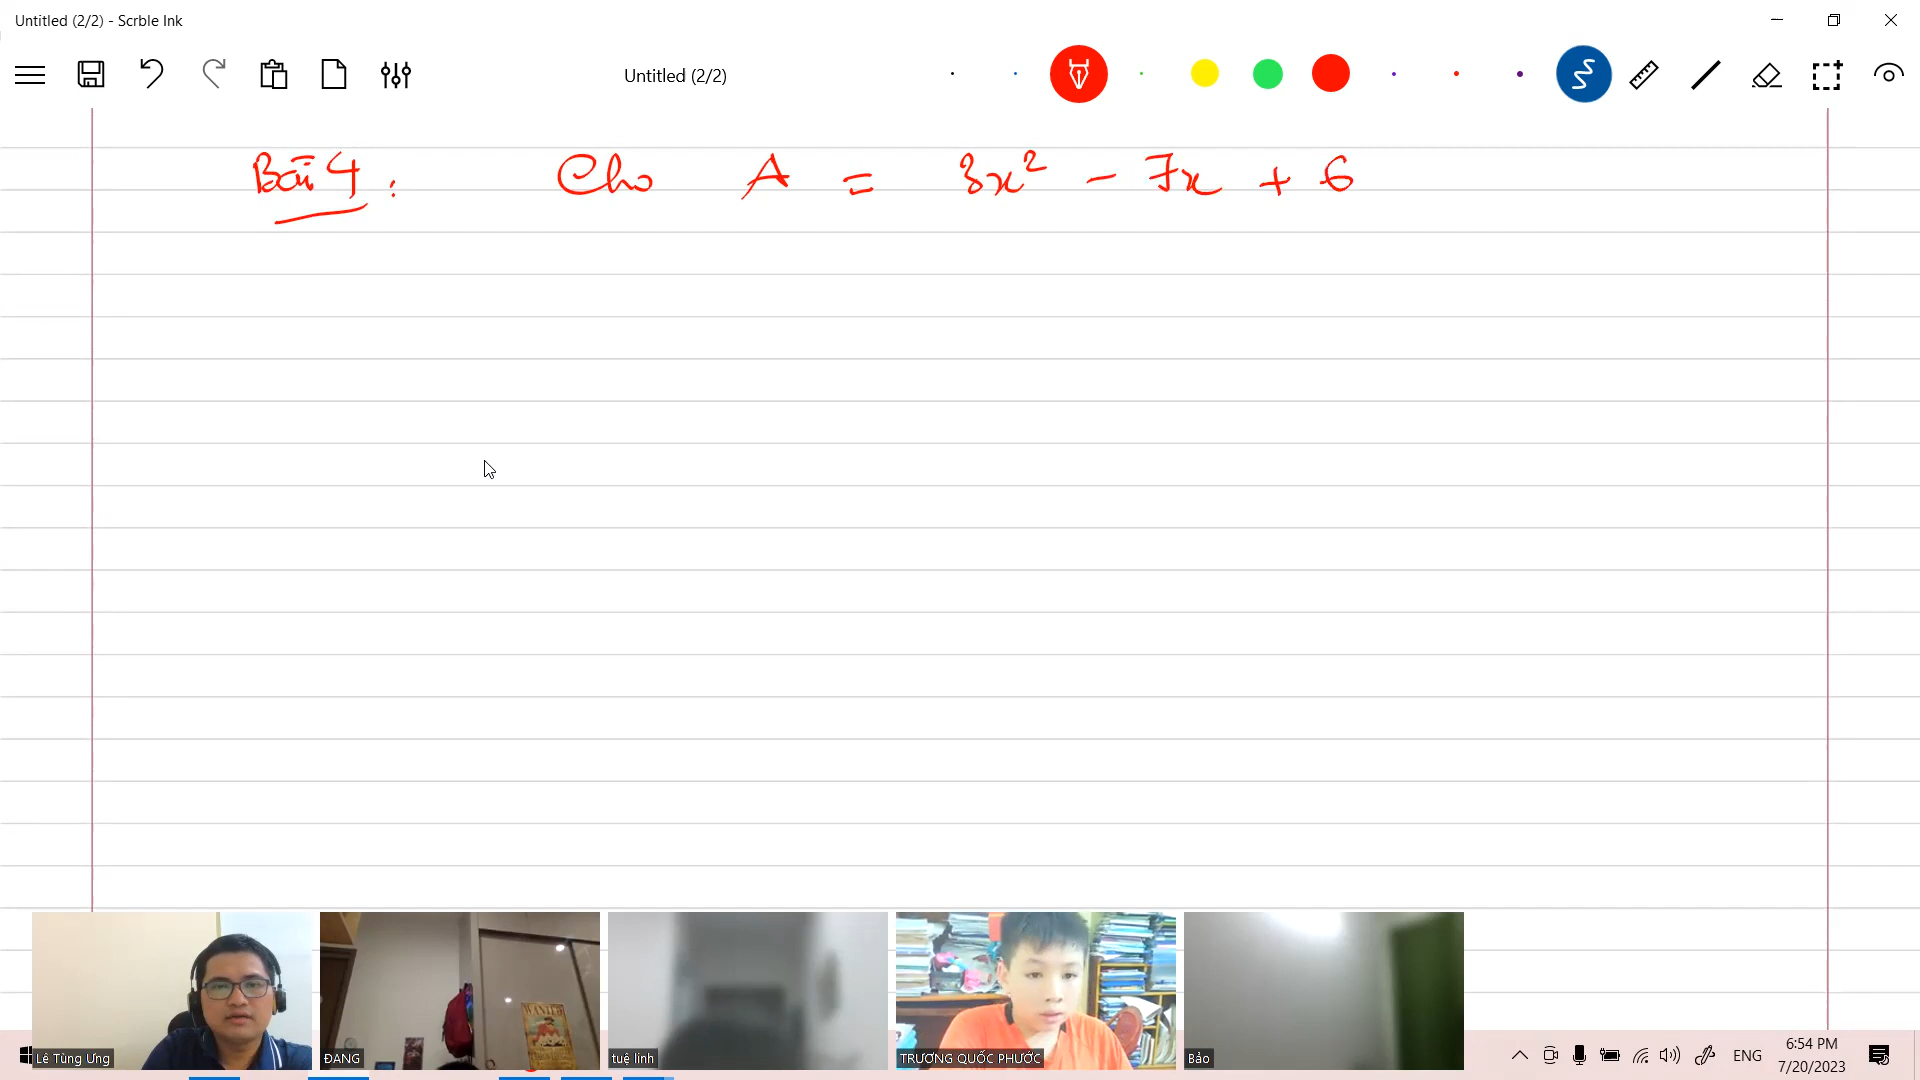 Untitled (2/2) - Scrble Ink
Untitled (2/2)
Bài 4 : Cho A = 3x² - 7x + 6
WANTED
Lê Tùng Ưng
ĐANG
tuệ linh
TRƯƠNG QUỐC PHƯỚC
Bảo
ENG
6:54 PM
7/20/2023